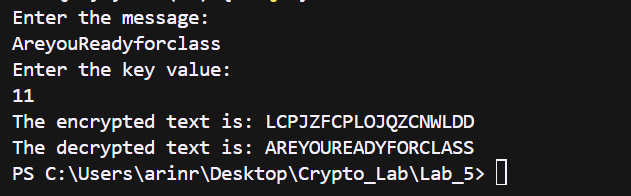 Enter the message:
AreyouReadyforclass
Enter the key value:
11
The encrypted text is: LCPJZFCPLOJQZCNWLDD
The decrypted text is: AREYOUREADYFORCLASS
PS C:\Users\arinr\Desktop\Crypto_Lab\Lab_5>